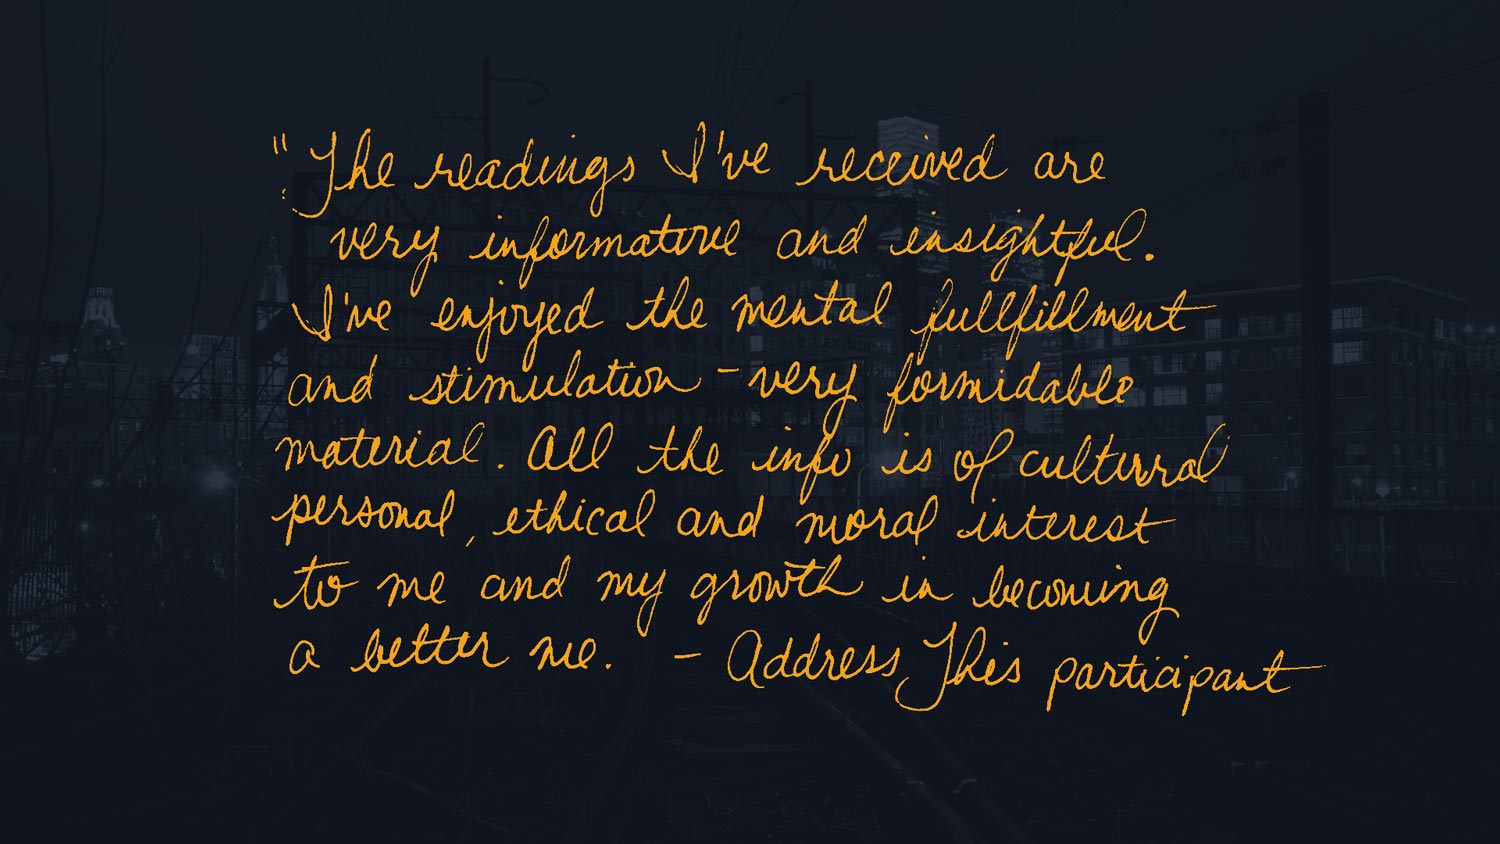 "The readings I've received are
very informative and insightful.
I've enjoyed the mental fullfillment
and stimulation - very formidable
material. All the info is of cultural
personal, ethical and moral interest
to me and my growth in becoming
a better me. - Address This participant